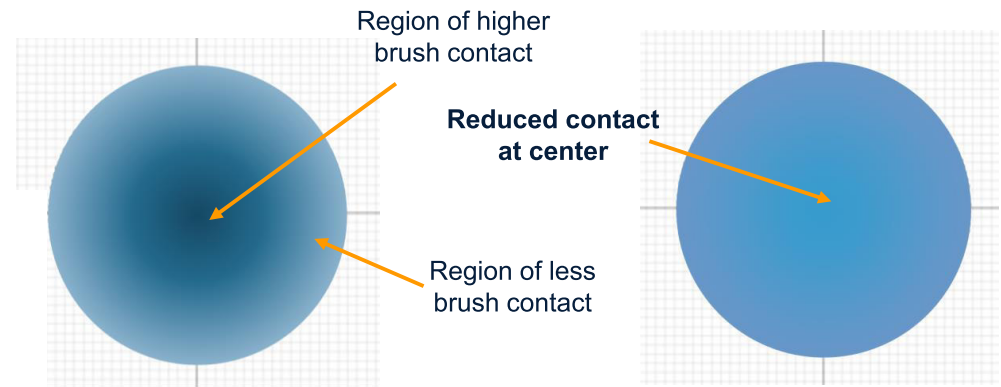 Region of higher
brush contact
Reduced contact
at center
Region of less
brush contact